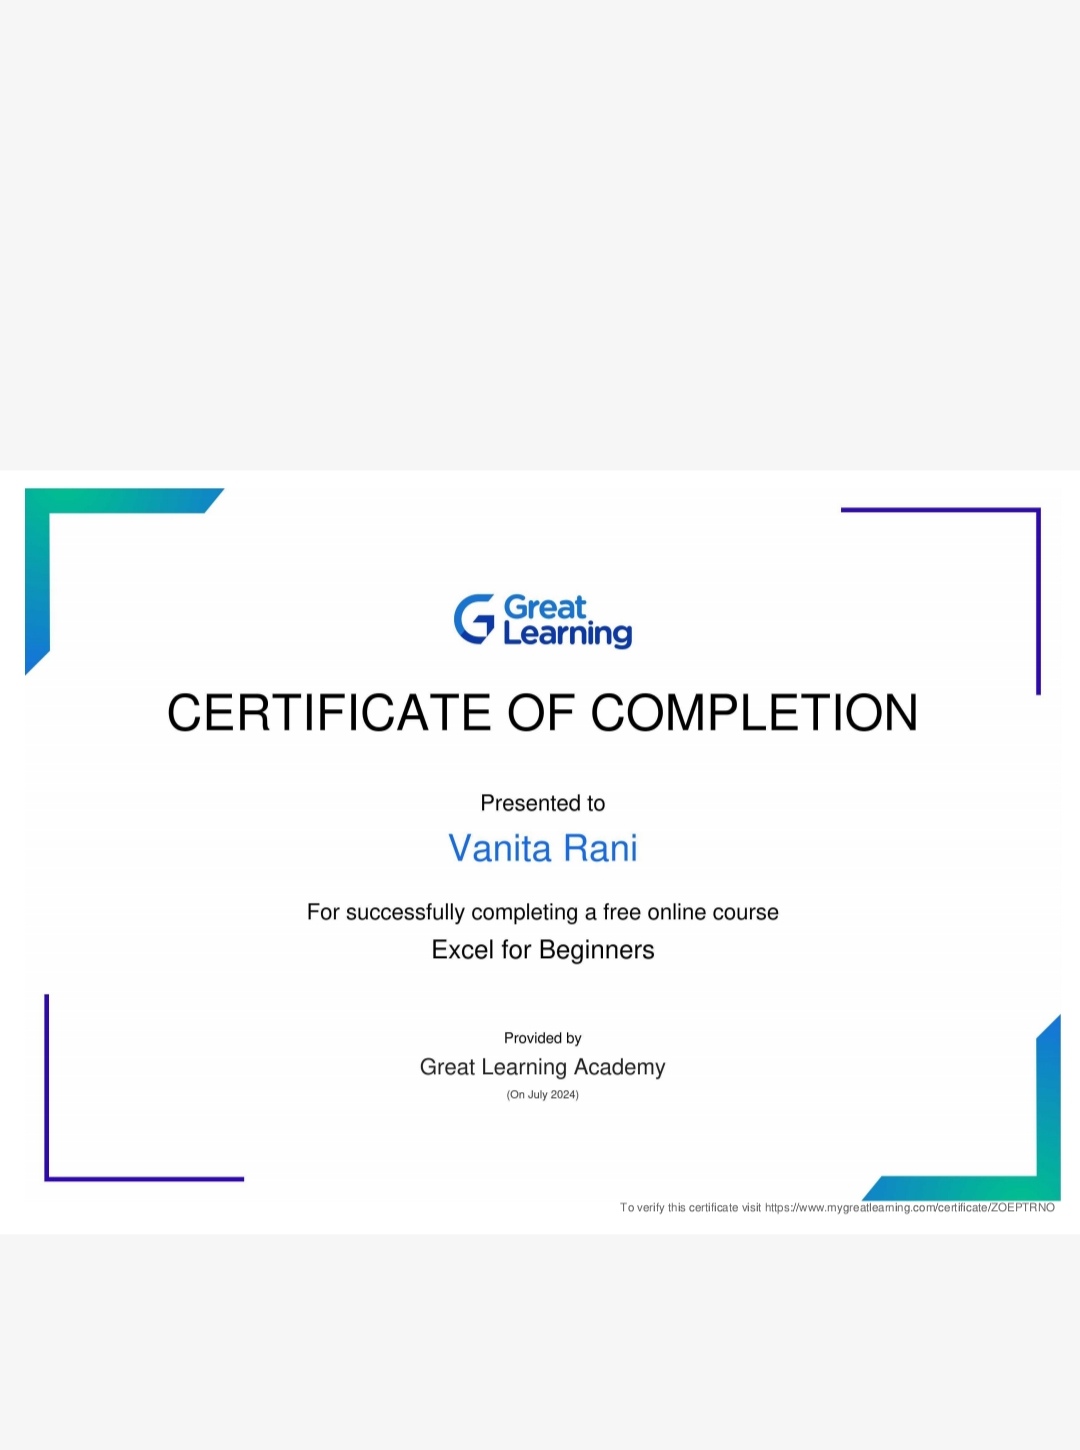 Great
Learning
CERTIFICATE OF COMPLETION
Presented to
Vanita Rani
For successfully completing a free online course
Excel for Beginners
Provided by
Great Learning Academy
(On July 2024)
To verify this certificate visit https://www.mygreatlearning.com/certificate/ZOEPTRNO